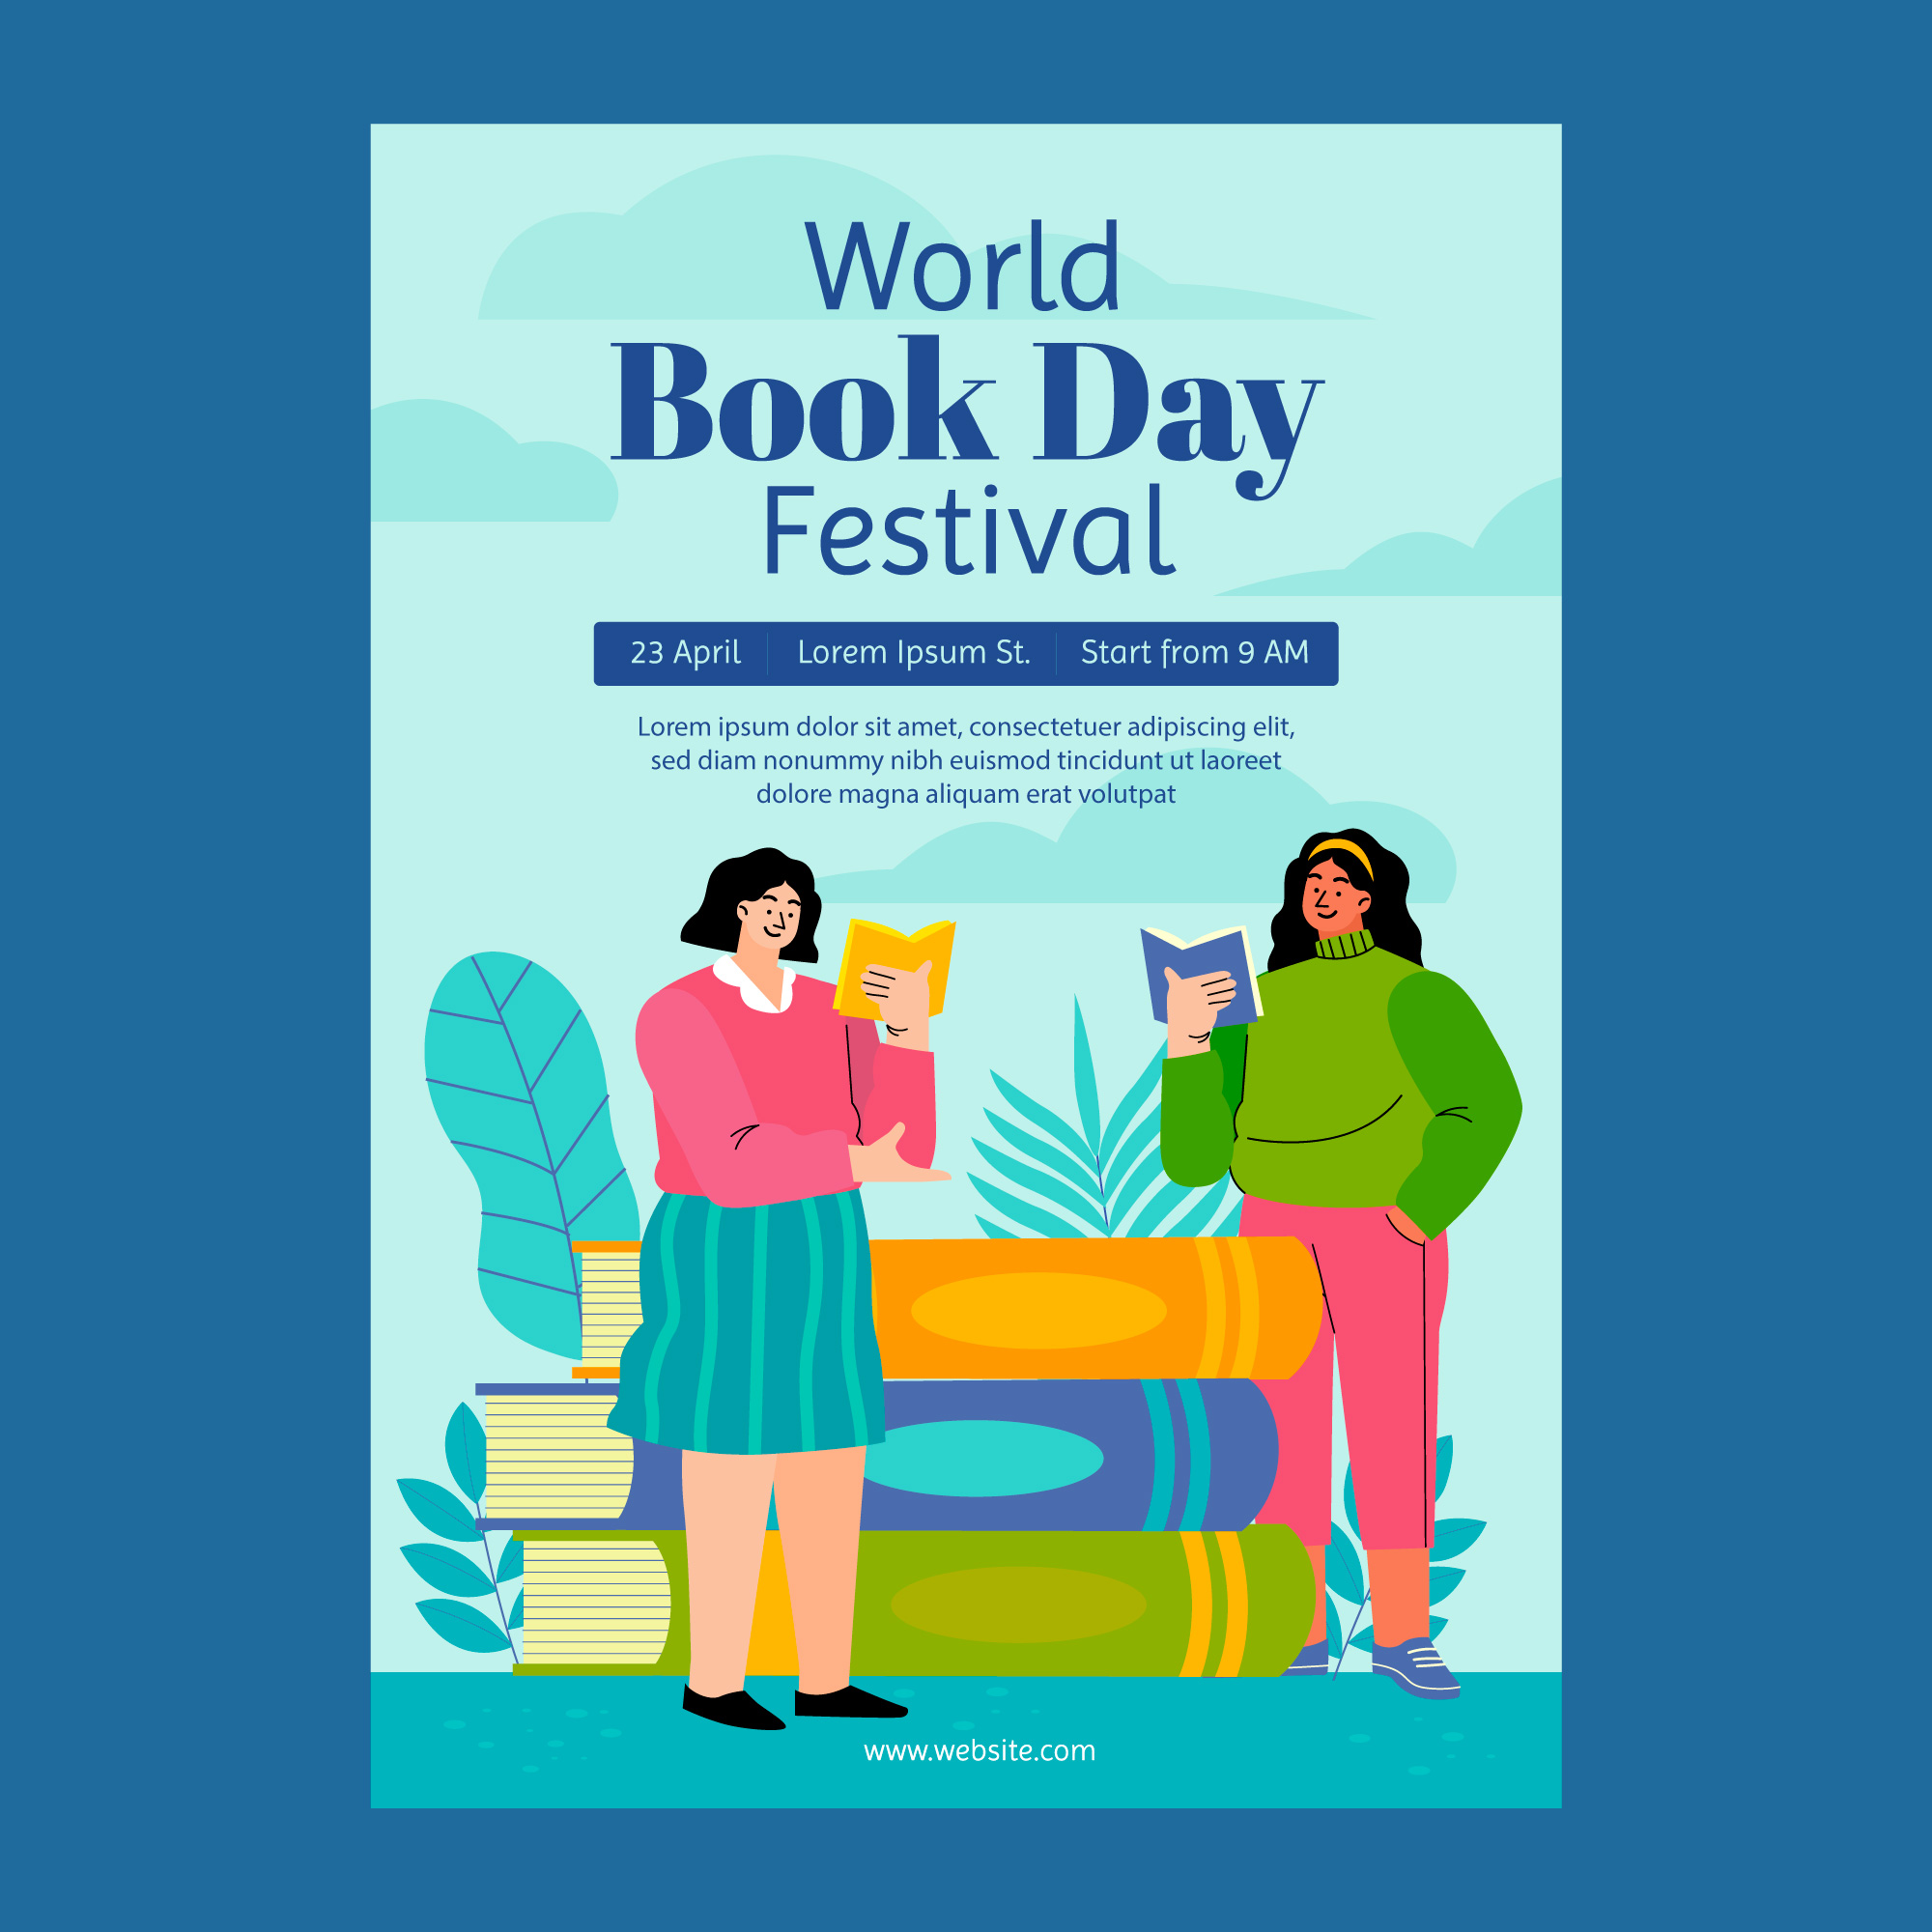 World
Book Day
Festival
23 April Lorem Ipsum St. Start from 9 AM
Lorem ipsum dolor sit amet, consectetuer adipiscing elit,
sed diam nonummy nibh euismod tincidunt ut laoreet
dolore magna aliquam erat volutpat
www.website.com